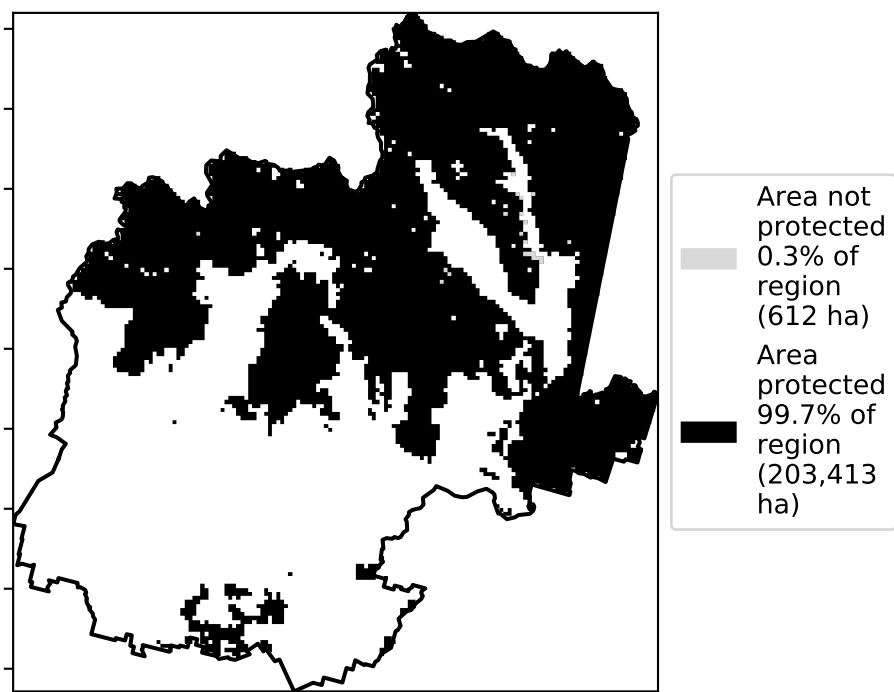 Area not
protected
0.3% of
region
(612 ha)
Area
protected
99.7% of
region
(203,413
ha)